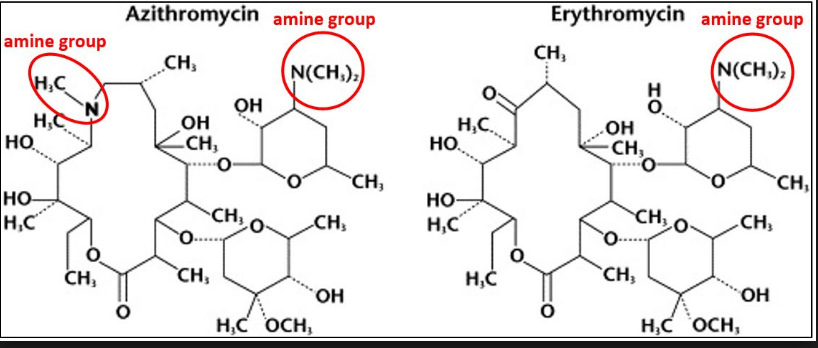 Azithromycin
amine group
amine group
CH₃
H₃C
N
N(CH₃)₂
H₃C
OH
OH
HO
CH₃
O
O
CH₃
HO
H₃C
CH₃
O
O
CH₃
O
CH₃
CH₃
O
OH
H₃C
OCH₃
Erythromycin
amine group
CH₃
N(CH₃)₂
O
H
O
H₃C
OH
HO
CH₃
O
O
CH₃
HO
H₃C
CH₃
O
O
CH₃
O
H₃C
CH₃
O
OH
H₃C
OCH₃